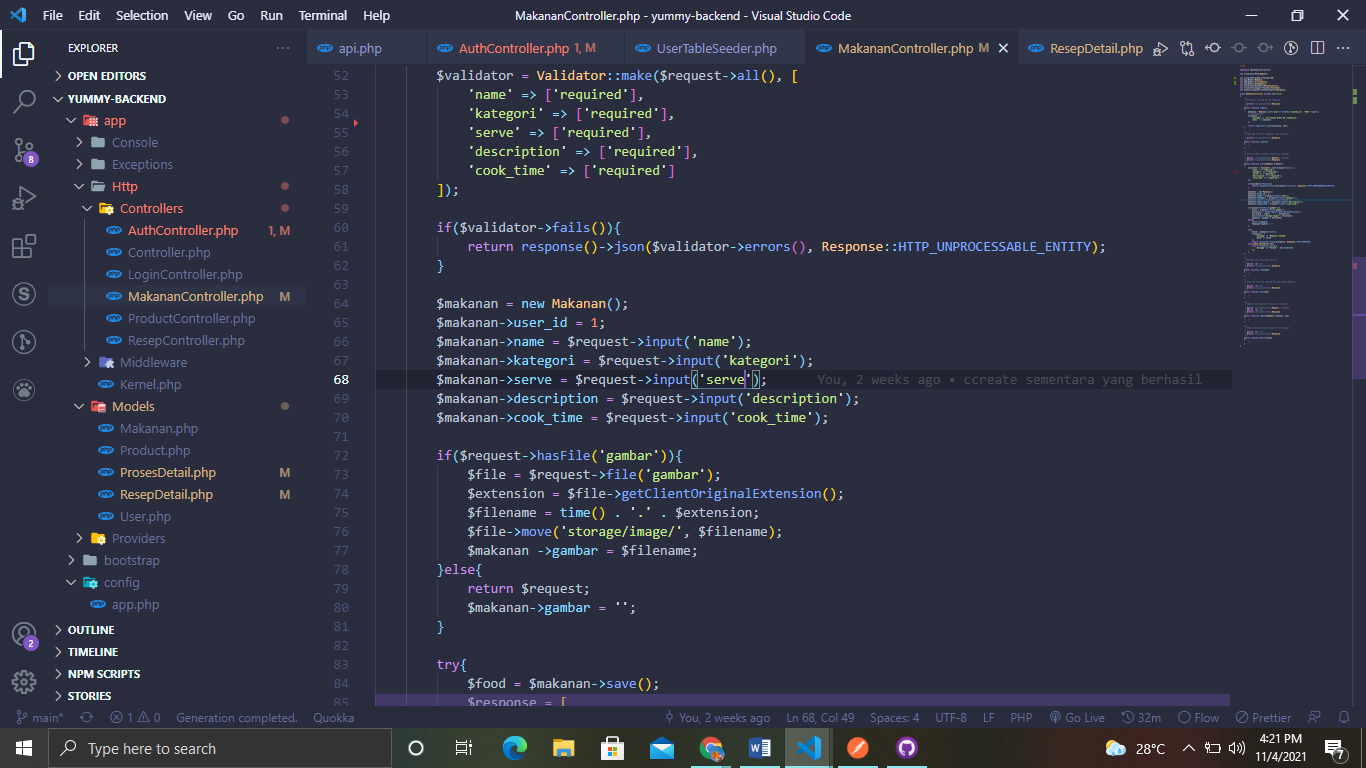 File Edit Selection View Go Run Terminal Help
MakananController.php - yummy-backend - Visual Studio Code
EXPLORER
api.php
AuthController.php 1, M
UserTableSeeder.php
MakananController.php M
ResepDetail.php
OPEN EDITORS
YUMMY-BACKEND
app
Console
Exceptions
Http
Controllers
AuthController.php 1, M
Controller.php
LoginController.php
MakananController.php M
ProductController.php
ResepController.php
Middleware
Kernel.php
Models
Makanan.php
Product.php
ProsesDetail.php M
ResepDetail.php M
User.php
Providers
bootstrap
config
app.php
OUTLINE
TIMELINE
NPM SCRIPTS
STORIES
8
2
52 $validator = Validator::make($request->all(), [
53 'name' => ['required'],
54 'kategori' => ['required'],
55 'serve' => ['required'],
56 'description' => ['required'],
57 'cook_time  => ['required']
58 ]);
59
60 if($validator->fails()){
61 return response()->json($validator->errors(), Response::HTTP_UNPROCESSABLE_ENTITY);
62 }
63
64 $makanan = new Makanan();
65 $makanan->user_id = 1;
66 $makanan->name = $request->input('name');
67 $makanan->kategori = $request->input('kategori');
68 $makanan->serve = $request->input('serve'); You, 2 weeks ago • ccreate sementara yang berhasil
69 $makanan->description = $request->input('description');
70 $makanan->cook_time = $request->input('cook_time');
71
72 if($request->hasFile('gambar')){
73 $file = $request->file('gambar');
74 $extension = $file->getClientOriginalExtension();
75 $filename = time() . '.' . $extension;
76 $file->move('storage/image/', $filename);
77 $makanan ->gambar = $filename;
78 }else{
79 return $request;
80 $makanan->gambar = '';
81 }
82
83 try{
84 $food = $makanan->save();
85 $response = [
main* 1 0 Generation completed. Quokka You, 2 weeks ago Ln 68, Col 49 Spaces: 4 UTF-8 LF PHP Go Live 32m Flow Prettier
Type here to search
28°C
4:21 PM
11/4/2021
7